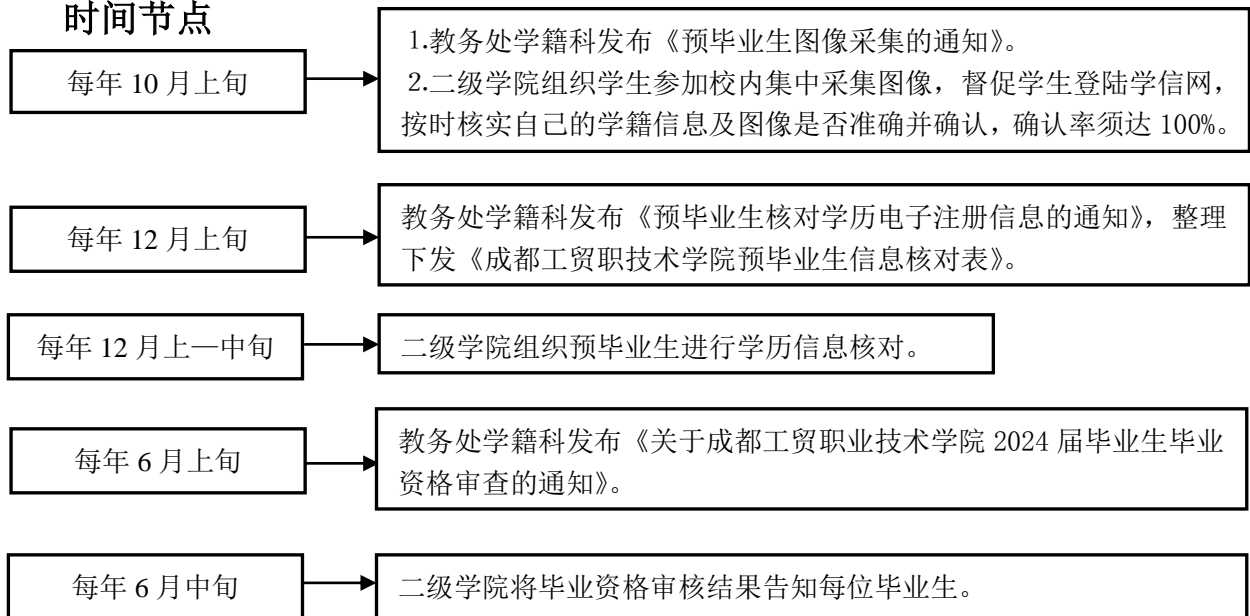 时间节点
每年 10 月上旬
1.教务处学籍科发布《预毕业生图像采集的通知》。
2.二级学院组织学生参加校内集中采集图像，督促学生登陆学信网，
按时核实自己的学籍信息及图像是否准确并确认，确认率须达 100%。
每年 12 月上旬
教务处学籍科发布《预毕业生核对学历电子注册信息的通知》，整理
下发《成都工贸职技术学院预毕业生信息核对表》。
每年 12 月上—中旬
二级学院组织预毕业生进行学历信息核对。
每年 6 月上旬
教务处学籍科发布《关于成都工贸职业技术学院 2024 届毕业生毕业
资格审查的通知》。
每年 6 月中旬
二级学院将毕业资格审核结果告知每位毕业生。